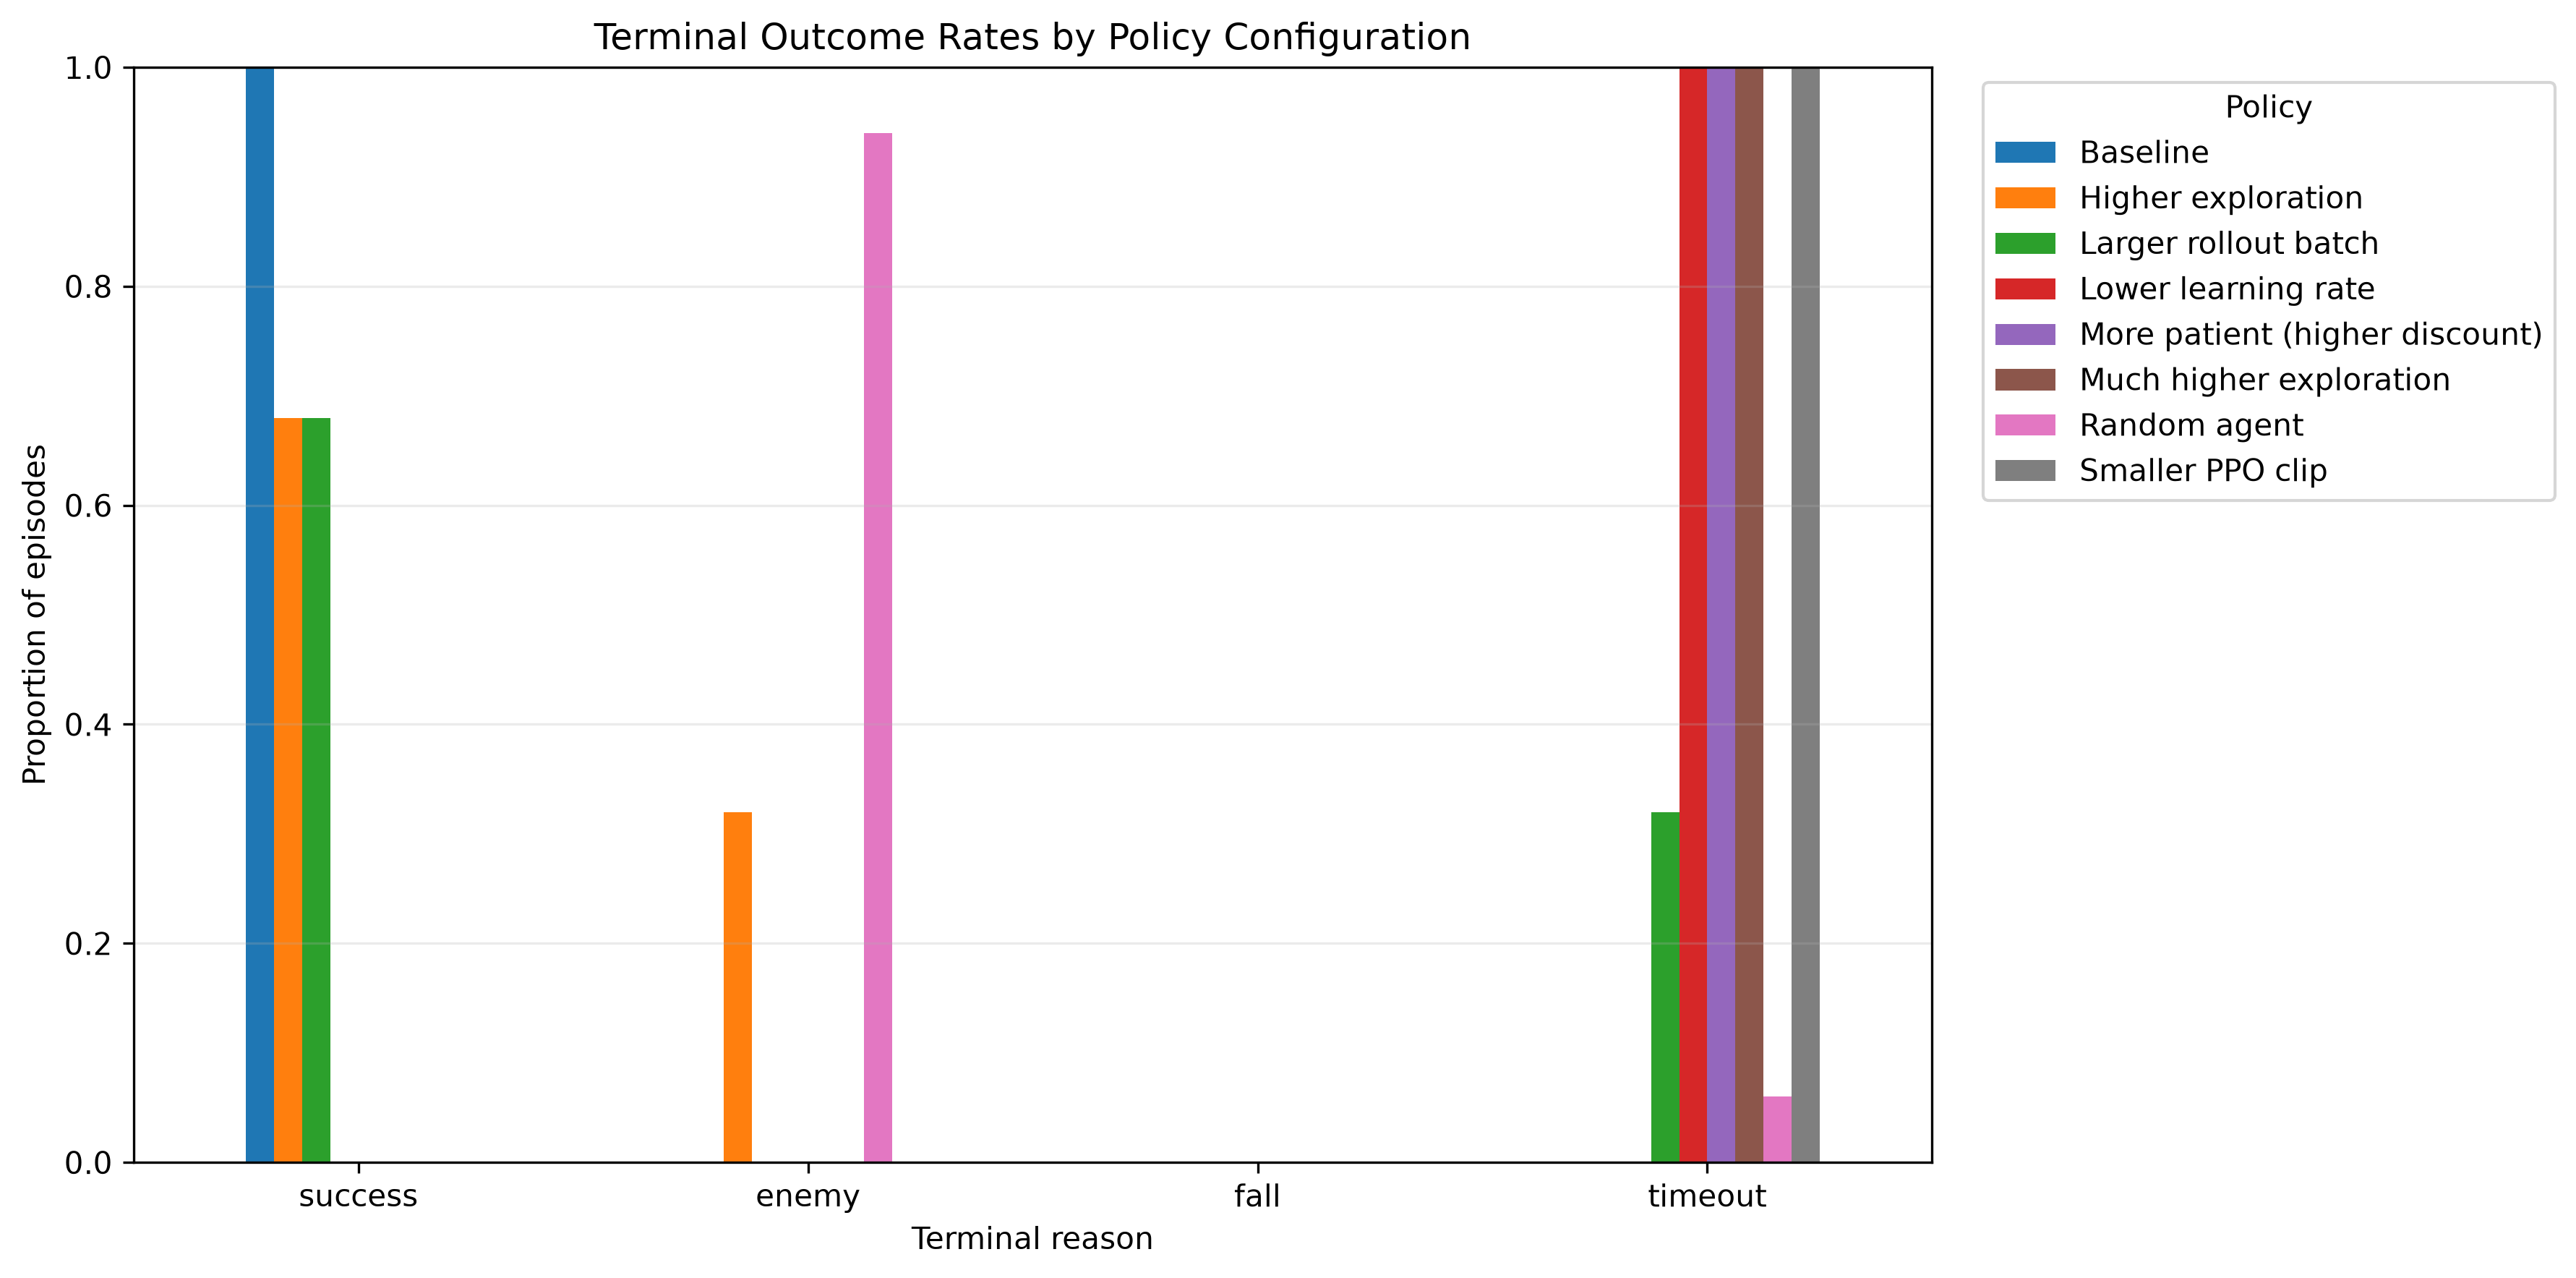 Terminal Outcome Rates by Policy Configuration
1.0
0.8
0.6
0.4
0.2
0.0
Proportion of episodes
success
enemy
fall
timeout
Terminal reason
Policy
Baseline
Higher exploration
Larger rollout batch
Lower learning rate
More patient (higher discount)
Much higher exploration
Random agent
Smaller PPO clip